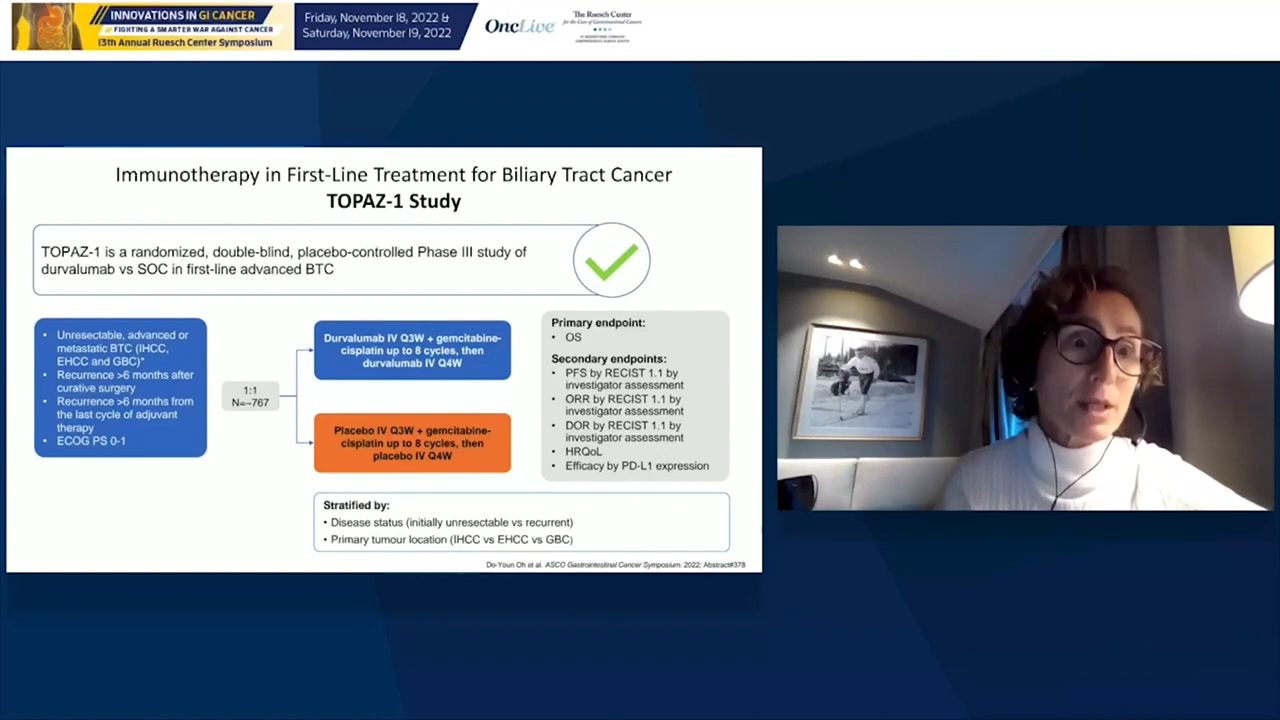 INNOVATIONS IN GI CANCER
FIGHTING A SMARTER WAR AGAINST CANCER
13th Annual Ruesch Center Symposium
Friday, November 18, 2022 &
Saturday, November 19, 2022
OncLive
The Ruesch Center
for the Cure of Gastrointestinal Cancers
Immunotherapy in First-Line Treatment for Biliary Tract Cancer
TOPAZ-1 Study
TOPAZ-1 is a randomized, double-blind, placebo-controlled Phase III study of
durvalumab vs SOC in first-line advanced BTC
• Unresectable, advanced or
metastatic BTC (IHCC,
EHCC and GBC)*
• Recurrence >6 months after
curative surgery
• Recurrence >6 months from
the last cycle of adjuvant
therapy
• ECOG PS 0-1
1:1
N=~767
Durvalumab IV Q3W + gemcitabine-
cisplatin up to 8 cycles, then
durvalumab IV Q4W
Placebo IV Q3W + gemcitabine-
cisplatin up to 8 cycles, then
placebo IV Q4W
Primary endpoint:
• OS
Secondary endpoints:
• PFS by RECIST 1.1 by
investigator assessment
• ORR by RECIST 1.1 by
investigator assessment
• DOR by RECIST 1.1 by
investigator assessment
• HRQoL
• Efficacy by PD-L1 expression
Stratified by:
• Disease status (initially unresectable vs recurrent)
• Primary tumour location (IHCC vs EHCC vs GBC)
Do-Youn Oh et al. ASCO Gastrointestinal Cancer Symposium. 2022; Abstract#378